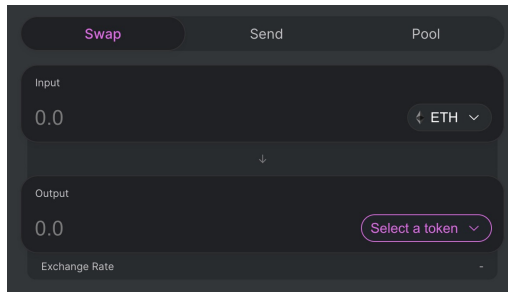 Swap Send Pool
Input
0.0 ETH
Output
0.0 Select a token
Exchange Rate -